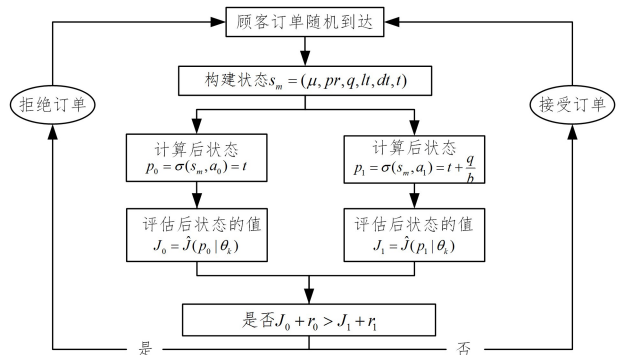 顾客订单随机到达
构建状态s_m = (μ, pr, q, lt, dt, t)
拒绝订单
接受订单
计算后状态
p_0 = σ(s_m, a_0) = t
计算后状态
p_1 = σ(s_m, a_1) = t + q/b
评估后状态的值
J_0 = Ĵ(p_0 | θ_k)
评估后状态的值
J_1 = Ĵ(p_1 | θ_k)
是否J_0 + r_0 > J_1 + r_1
是
否